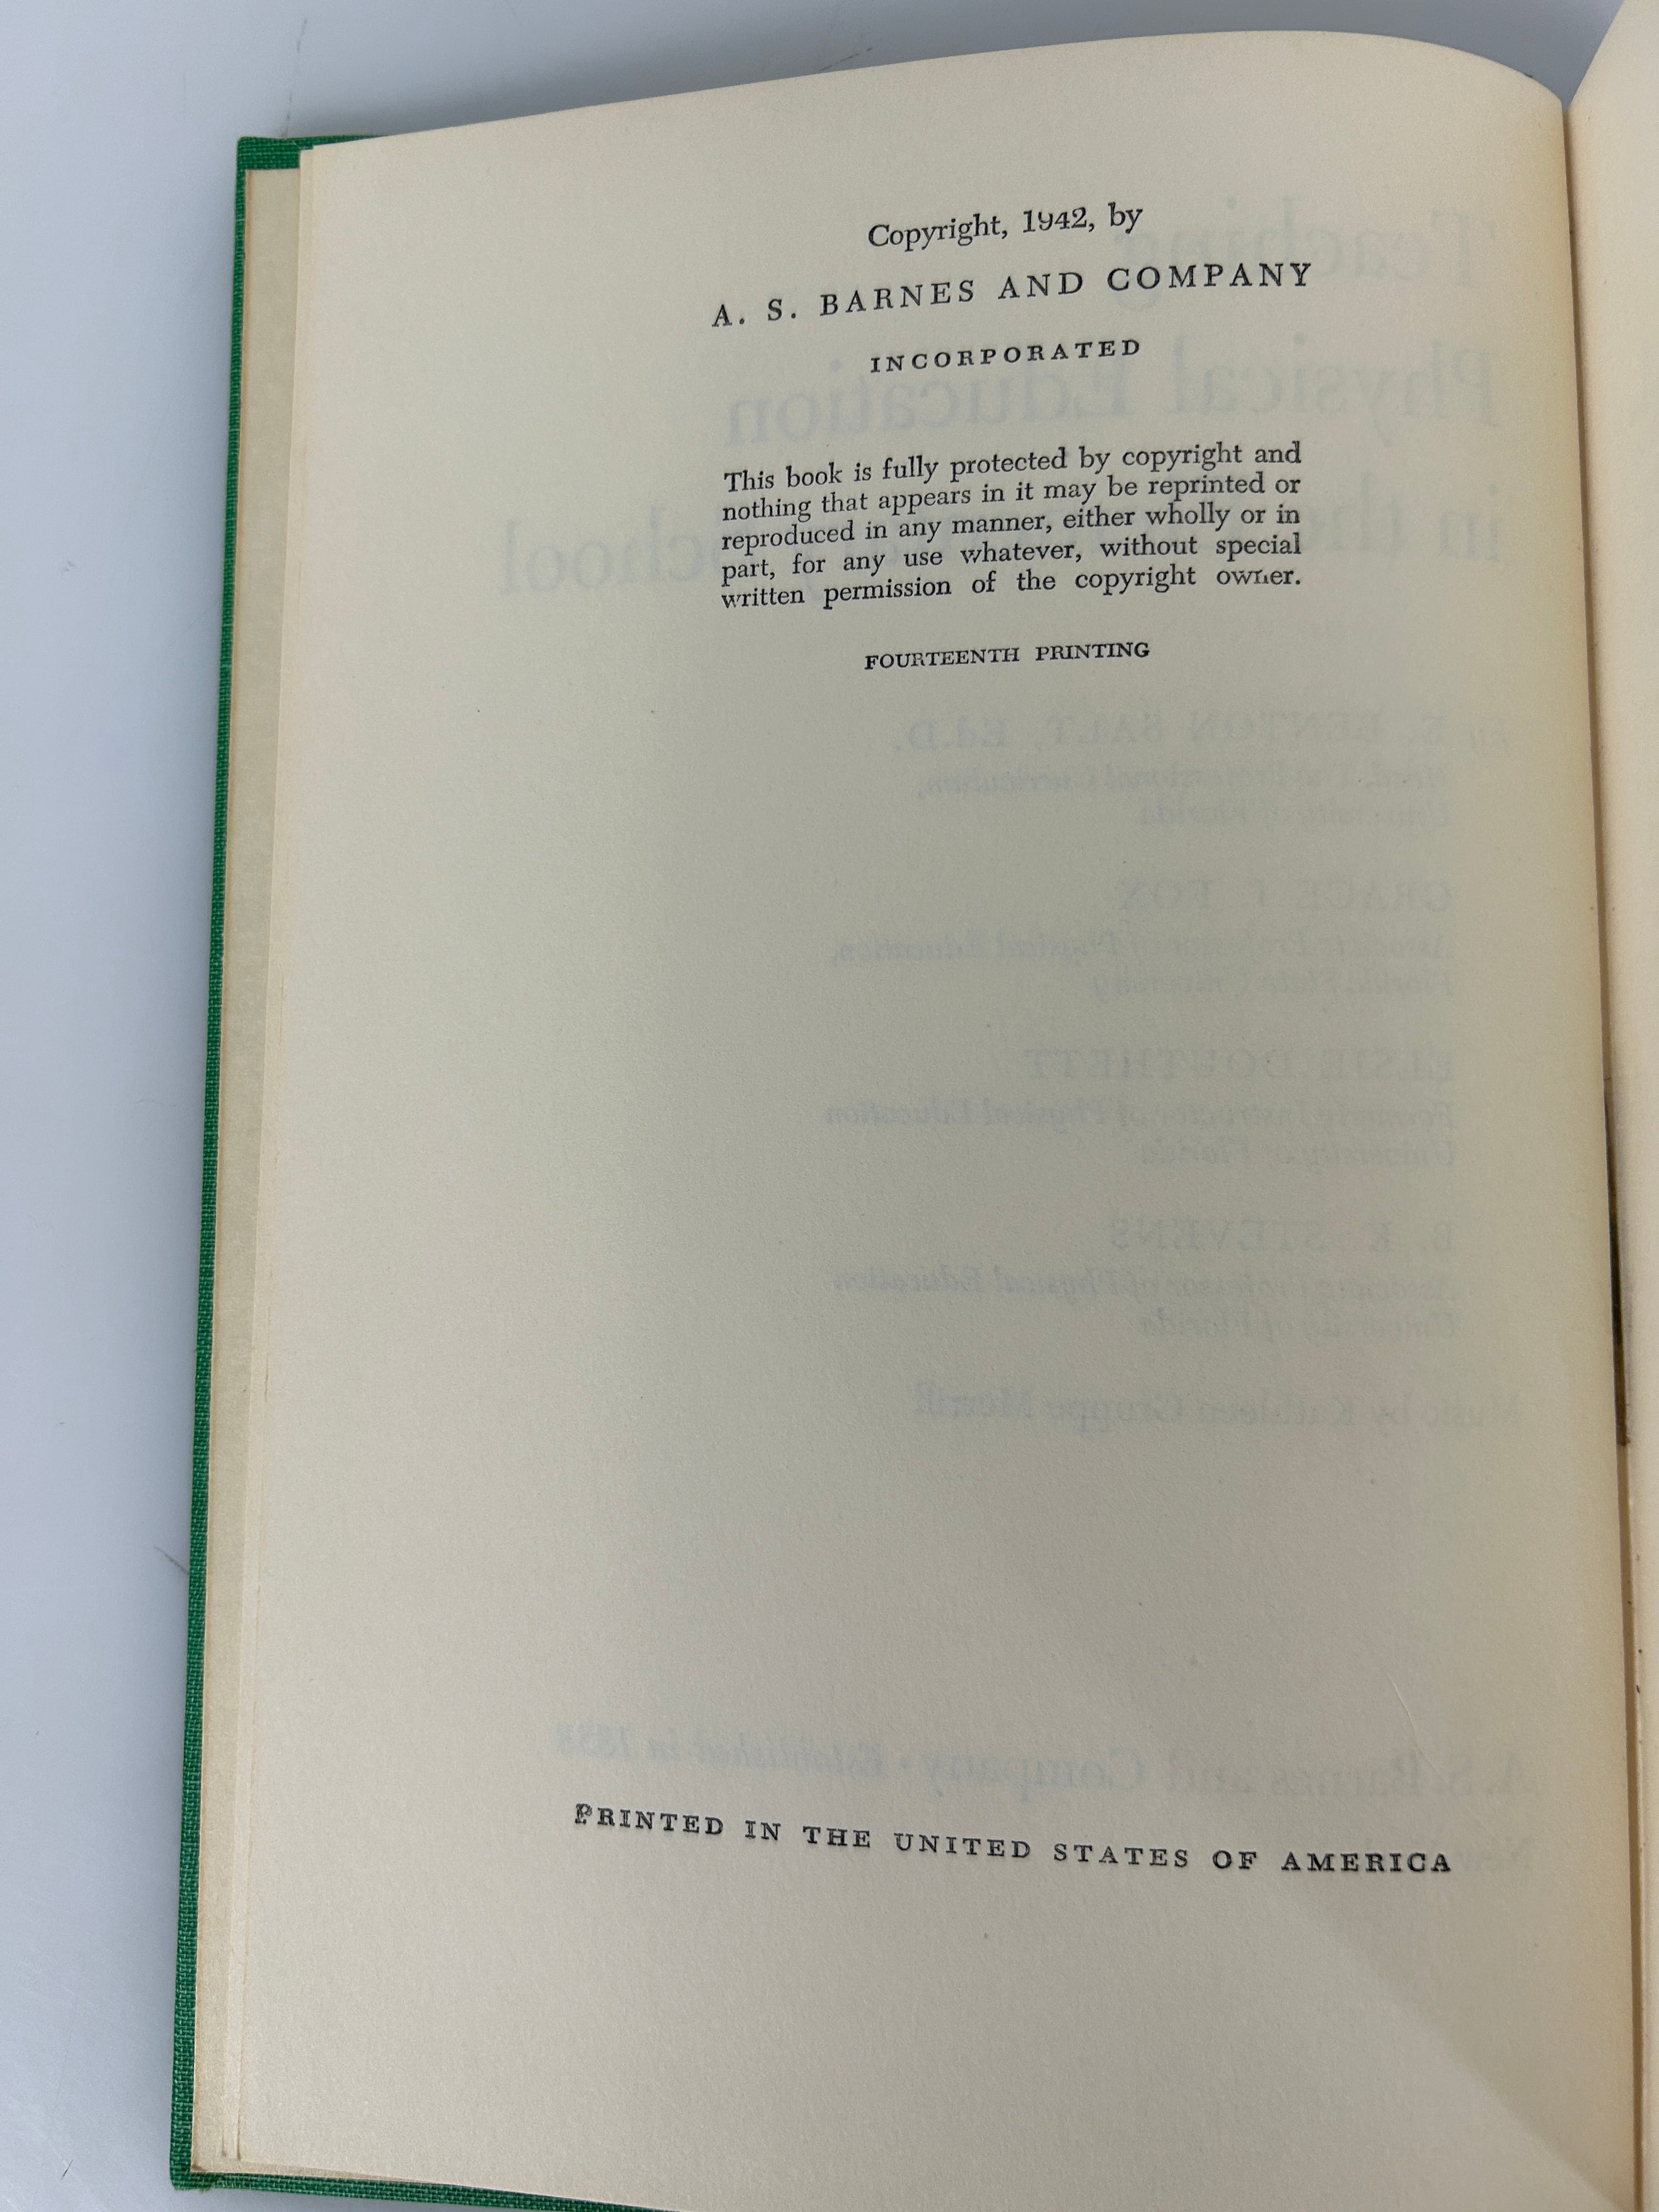 Copyright, 1942, by
A. S. BARNES AND COMPANY
INCORPORATED
This book is fully protected by copyright and
nothing that appears in it may be reprinted or
reproduced in any manner, either wholly or in
part, for any use whatever, without special
written permission of the copyright owner.
FOURTEENTH PRINTING
PRINTED IN THE UNITED STATES OF AMERICA